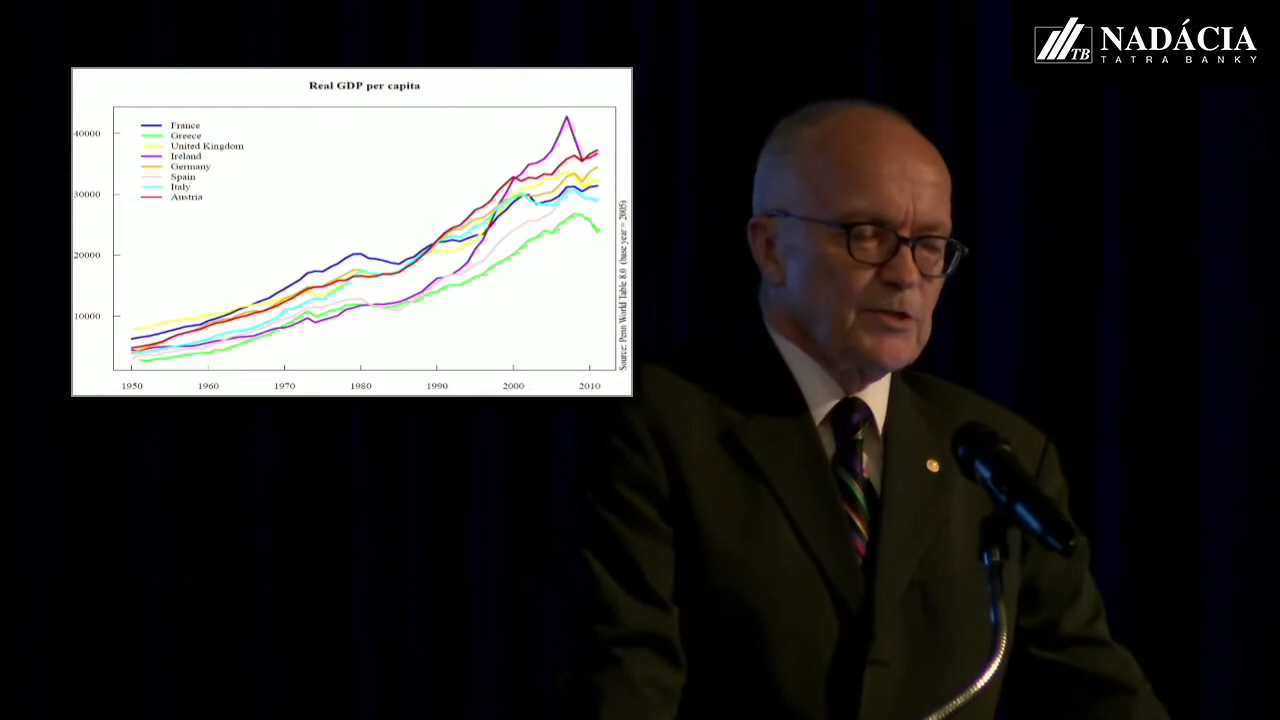 TB NADÁCIA
TATRA BANKY
Real GDP per capita
France
Greece
United Kingdom
Ireland
Germany
Spain
Italy
Austria
40000
30000
20000
10000
1950 1960 1970 1980 1990 2000 2010
Source: Penn World Table 8.0 (base year = 2005)